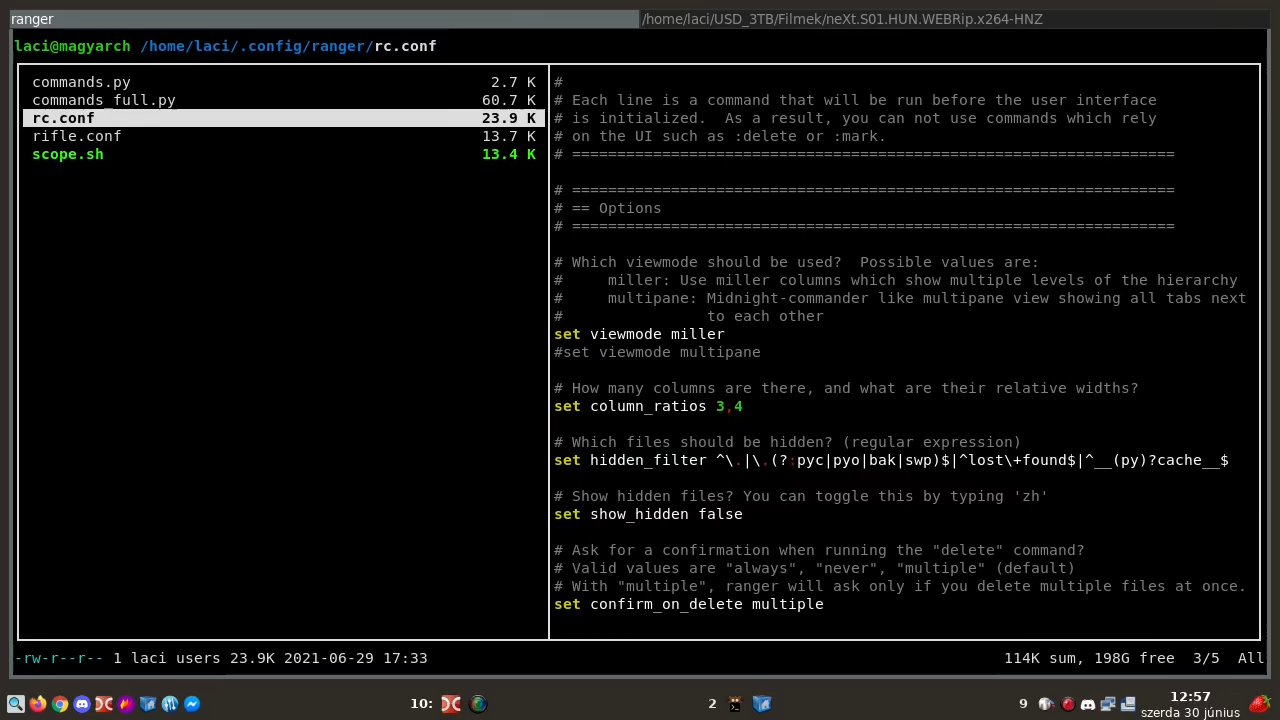 ranger
/home/laci/USD_3TB/Filmek/neXt.S01.HUN.WEBRip.x264-HNZ
laci@magyarch /home/laci/.config/ranger/rc.conf
commands.py 2.7 K
commands_full.py 60.7 K
rc.conf 23.9 K
rifle.conf 13.7 K
scope.sh 13.4 K
#
# Each line is a command that will be run before the user interface
# is initialized.  As a result, you can not use commands which rely
# on the UI such as :delete or :mark.
# ===================================================================
# ===================================================================
# == Options
# ===================================================================
# Which viewmode should be used?  Possible values are:
#     miller: Use miller columns which show multiple levels of the hierarchy
#     multipane: Midnight-commander like multipane view showing all tabs next
#                to each other
set viewmode miller
#set viewmode multipane
# How many columns are there, and what are their relative widths?
set column_ratios 3,4
# Which files should be hidden? (regular expression)
set hidden_filter ^\.|\.(?:pyc|pyo|bak|swp)$|^lost\+found$|^__(py)?cache__$
# Show hidden files? You can toggle this by typing 'zh'
set show_hidden false
# Ask for a confirmation when running the "delete" command?
# Valid values are "always", "never", "multiple" (default)
# With "multiple", ranger will ask only if you delete multiple files at once.
set confirm_on_delete multiple
-rw-r--r-- 1 laci users 23.9K 2021-06-29 17:33
114K sum, 198G free  3/5  All
10:
2
9
12:57
szerda 30 június